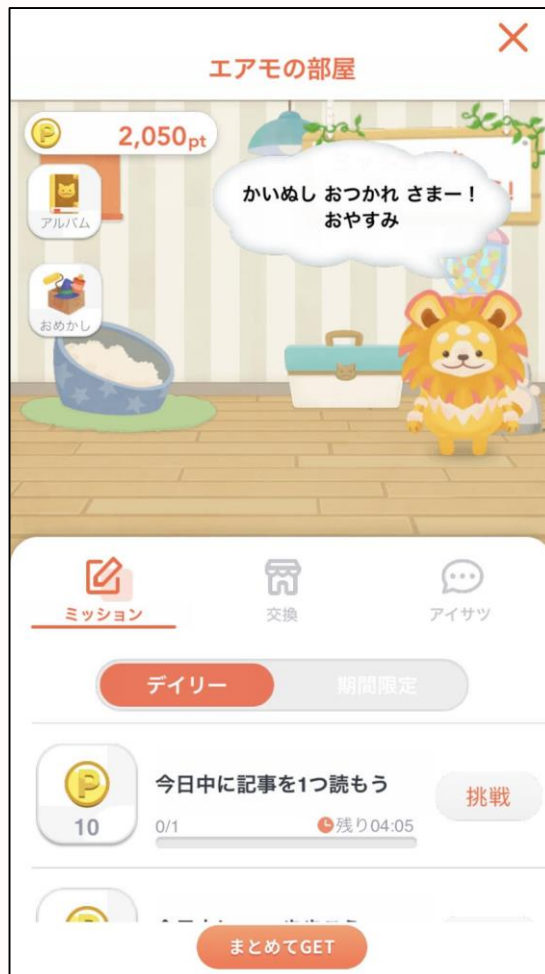 エアモの部屋
2,050pt
アルバム
かいぬし おつかれ さまー！
おやすみ
おめかし
ミッション
交換
アイサツ
デイリー
期間限定
今日中に記事を1つ読もう
10
0/1
残り04:05
挑戦
まとめてGET